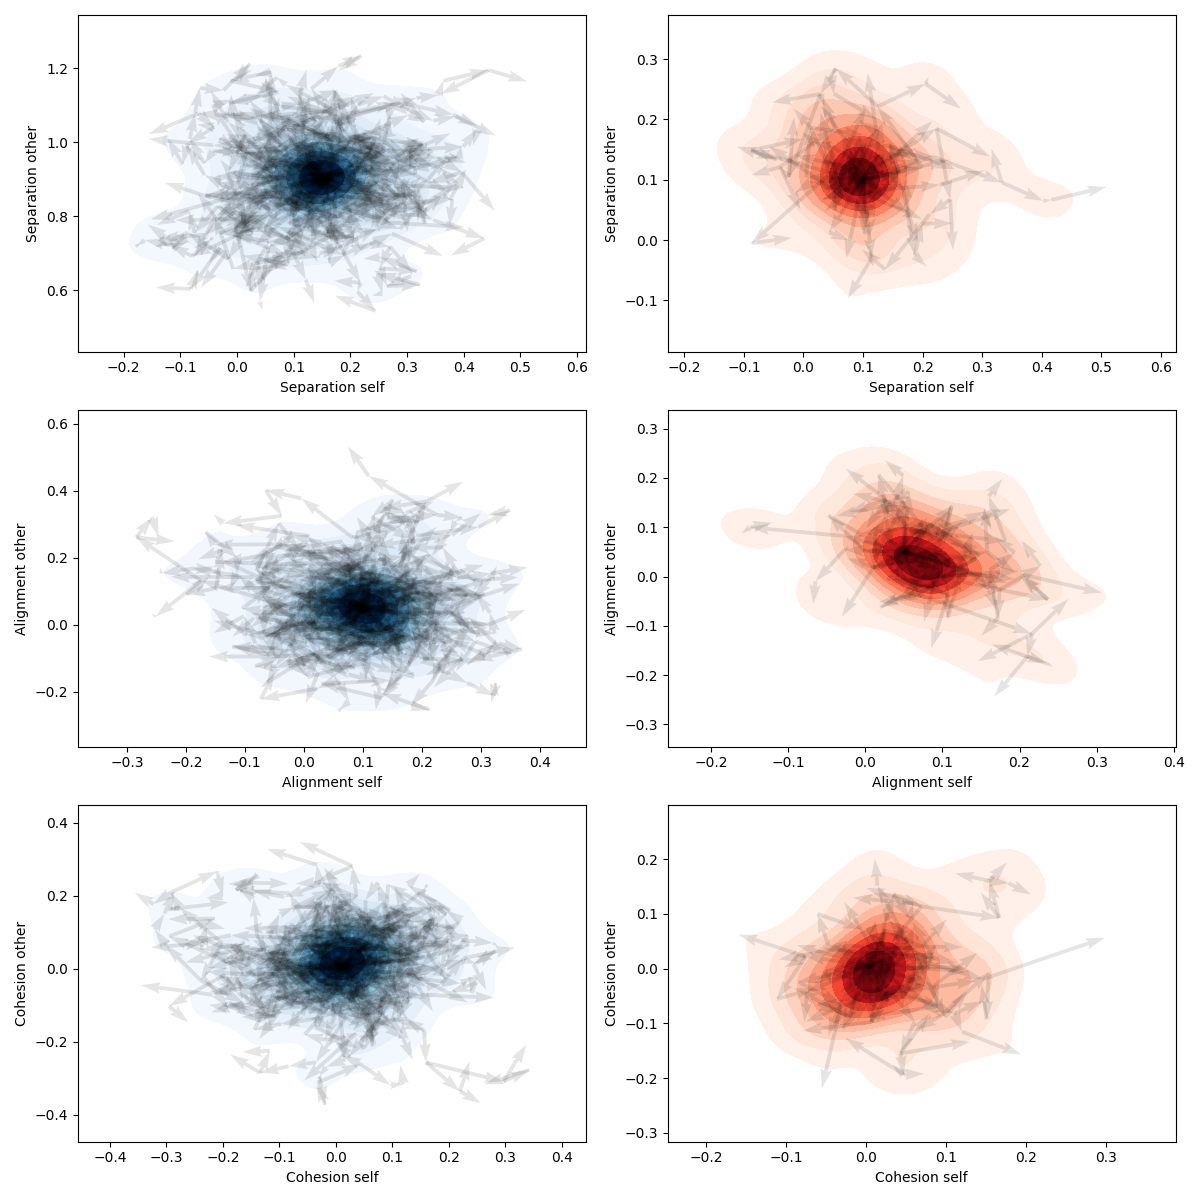 1.2
1.0
0.8
0.6
Separation other
−0.2 −0.1 0.0 0.1 0.2 0.3 0.4 0.5 0.6
Separation self
0.3
0.2
0.1
0.0
−0.1
Separation other
−0.2 −0.1 0.0 0.1 0.2 0.3 0.4 0.5 0.6
Separation self
0.6
0.4
0.2
0.0
−0.2
Alignment other
−0.3 −0.2 −0.1 0.0 0.1 0.2 0.3 0.4
Alignment self
0.3
0.2
0.1
0.0
−0.1
−0.2
−0.3
Alignment other
−0.2 −0.1 0.0 0.1 0.2 0.3 0.4
Alignment self
0.4
0.2
0.0
−0.2
−0.4
Cohesion other
−0.4 −0.3 −0.2 −0.1 0.0 0.1 0.2 0.3 0.4
Cohesion self
0.2
0.1
0.0
−0.1
−0.2
−0.3
Cohesion other
−0.2 −0.1 0.0 0.1 0.2 0.3
Cohesion self